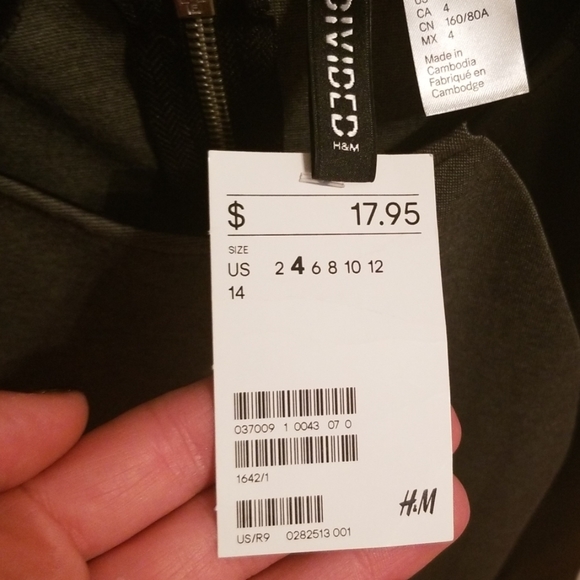 DIVIDED
H&M
CA 4
CN 160/80A
MX 4
Made in
Cambodia
Fabriqué en
Cambodge
$ 17.95
SIZE
US 2 4 6 8 10 12
14
037009 1 0043 07 0
1642/1
H&M
US/R9 0282513 001